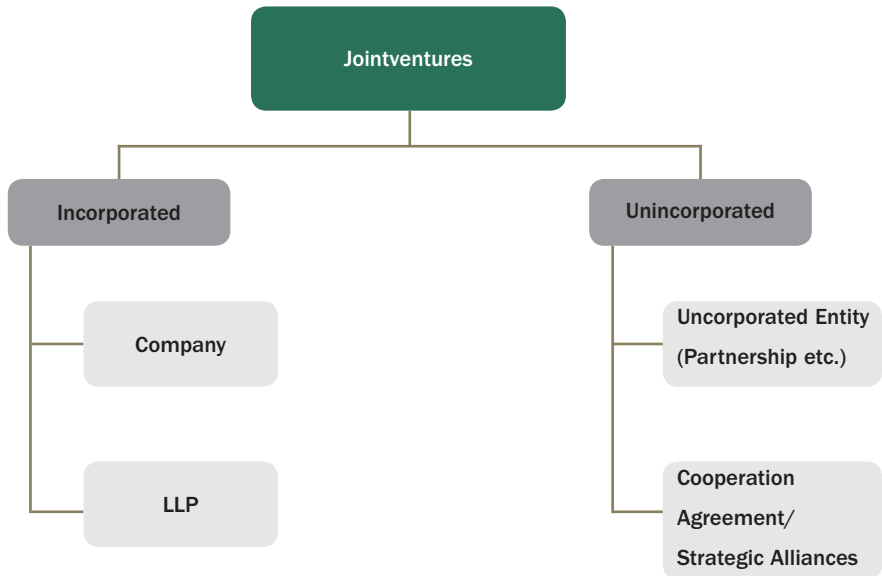 Jointventures
Incorporated
Unincorporated
Company
Uncorporated Entity
(Partnership etc.)
LLP
Cooperation
Agreement/
Strategic Alliances